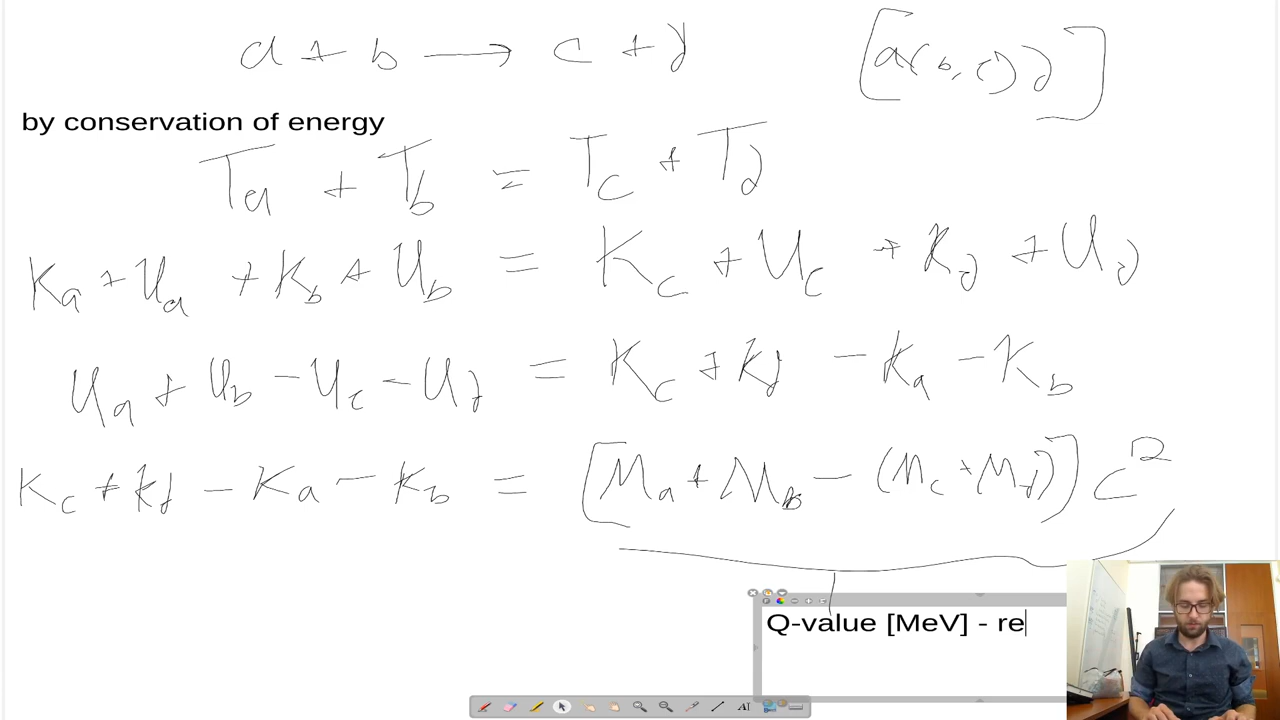 a + b → c + d [a(b, c)d]
by conservation of energy
Ta + Tb = Tc + Td
Ka + Ua + Kb + Ub = Kc + Uc + Kd + Ud
Ua + Ub - Uc - Ud = Kc + Kd - Ka - Kb
Kc + Kd - Ka - Kb = [Ma + Mb - (Mc + Md)] c²
Q-value [MeV] - re